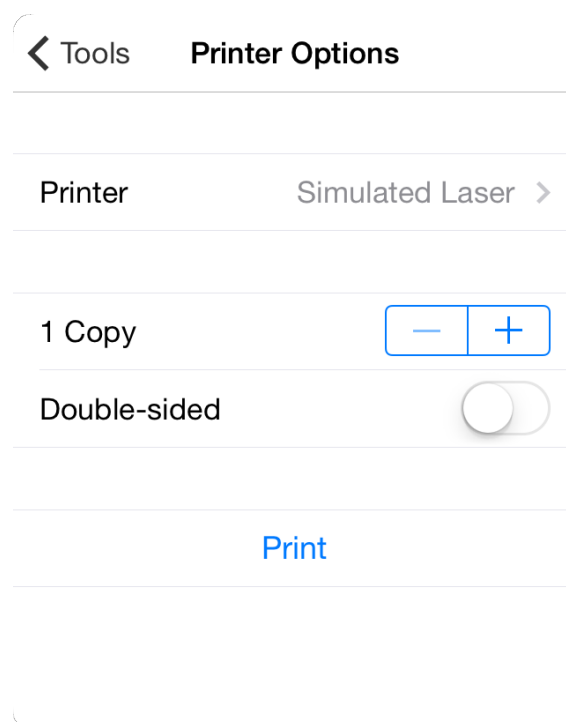 Tools Printer Options
Printer Simulated Laser
1 Copy
Double-sided
Print